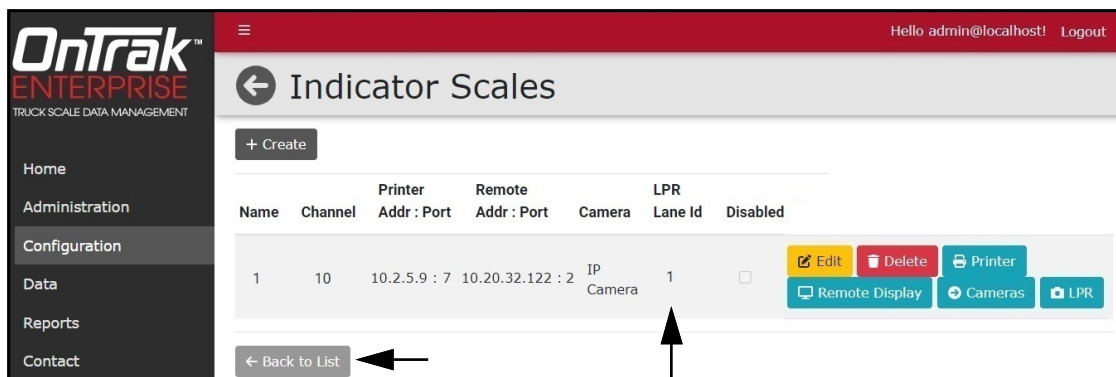 OnTrak™
ENTERPRISE
TRUCK SCALE DATA MANAGEMENT
Home
Administration
Configuration
Data
Reports
Contact
Hello admin@localhost! Logout
Indicator Scales
+ Create
Name Channel Printer Addr : Port Remote Addr : Port Camera LPR Lane Id Disabled
1 10 10.2.5.9 : 7 10.20.32.122 : 2 IP Camera 1
Edit Delete Printer
Remote Display Cameras LPR
← Back to List